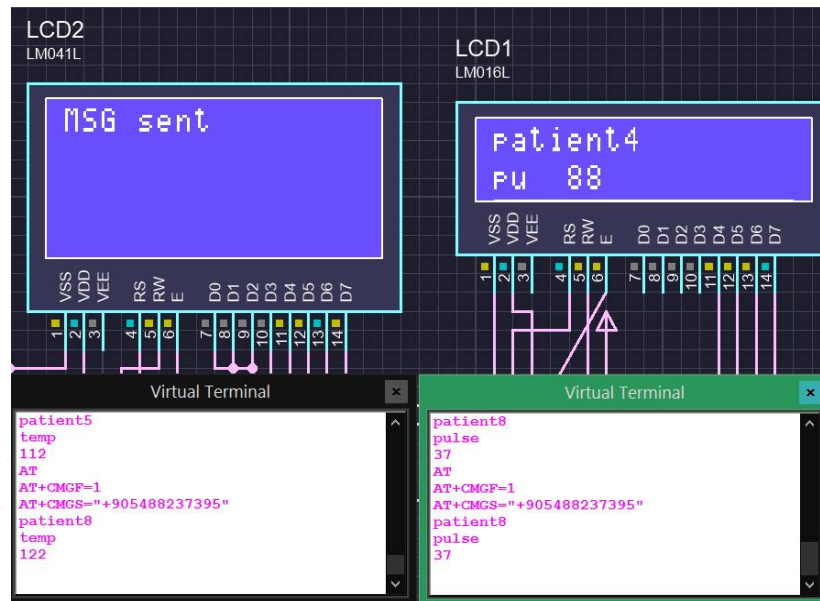 LCD2
LM041L
MSG sent
VSS VDD VEE RS RW E D0 D1 D2 D3 D4 D5 D6 D7
1 2 3 4 5 6 7 8 9 10 11 12 13 14
LCD1
LM016L
patient4
pu 88
VSS VDD VEE RS RW E D0 D1 D2 D3 D4 D5 D6 D7
1 2 3 4 5 6 7 8 9 10 11 12 13 14
Virtual Terminal
patient5
temp
112
AT
AT+CMGF=1
AT+CMGS="+905488237395"
patient8
temp
122
Virtual Terminal
patient8
pulse
37
AT
AT+CMGF=1
AT+CMGS="+905488237395"
patient8
pulse
37